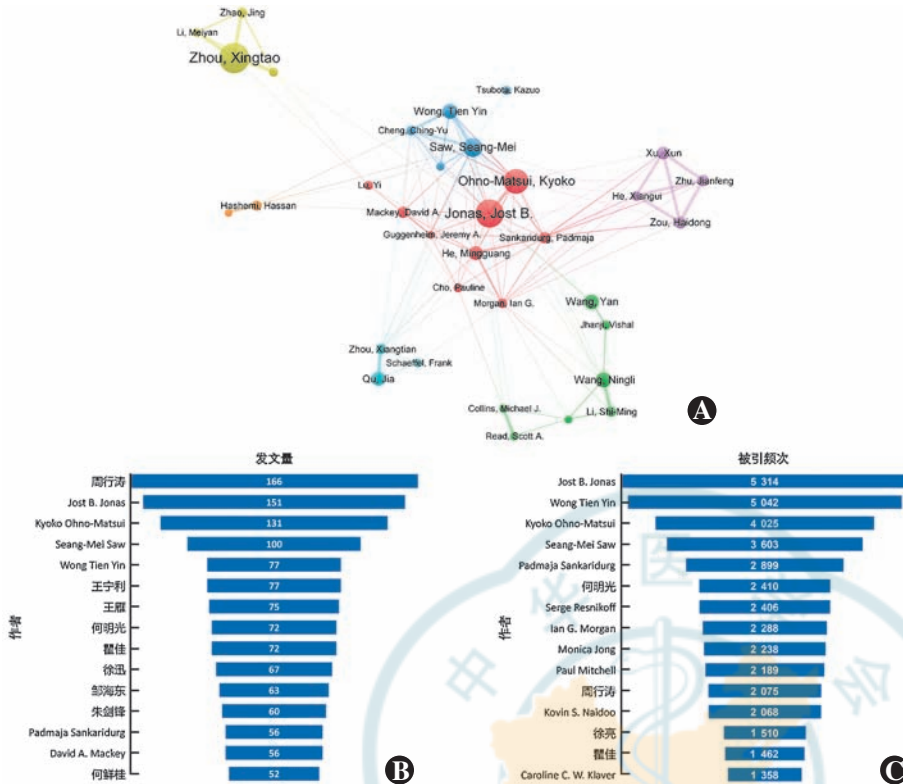 Zhao, Jing
Li, Meiyan
Zhou, Xingtao
Tsubota, Kazuo
Wong, Tien Yin
Cheng, Ching-Yu
Saw, Seang-Mei
Xu, Xun
Ohno-Matsui, Kyoko
Zhu, Jianfeng
Lu, Yi
He, Xiangui
Hashemi, Hassan
Mackey, David A.
Jonas, Jost B.
Zou, Haidong
Guggenheim, Jeremy A.
Sankaridurg, Padmaja
He, Mingguang
Cho, Pauline
Morgan, Ian G.
Wang, Yan
Jhanji, Vishal
Zhou, Xiangtian
Schaeffel, Frank
Qu, Jia
Wang, Ningli
Collins, Michael J.
Li, Shi-Ming
A
Read, Scott A.
发文量
周行涛 166
Jost B. Jonas 151
Kyoko Ohno-Matsui 131
Seang-Mei Saw 100
Wong Tien Yin 77
王宁利 77
王雁 75
何明光 72
瞿佳 72
徐迅 67
邹海东 63
朱剑锋 60
Padmaja Sankaridurg 56
David A. Mackey 56
何鲜桂 52
作者
B
被引频次
Jost B. Jonas 5 314
Wong Tien Yin 5 042
Kyoko Ohno-Matsui 4 025
Seang-Mei Saw 3 603
Padmaja Sankaridurg 2 899
何明光 2 410
Serge Resnikoff 2 406
Ian G. Morgan 2 288
Monica Jong 2 238
Paul Mitchell 2 189
周行涛 2 075
Kovin S. Naidoo 2 068
徐亮 1 510
瞿佳 1 462
Caroline C. W. Klaver 1 358
作者
C
中华医
会